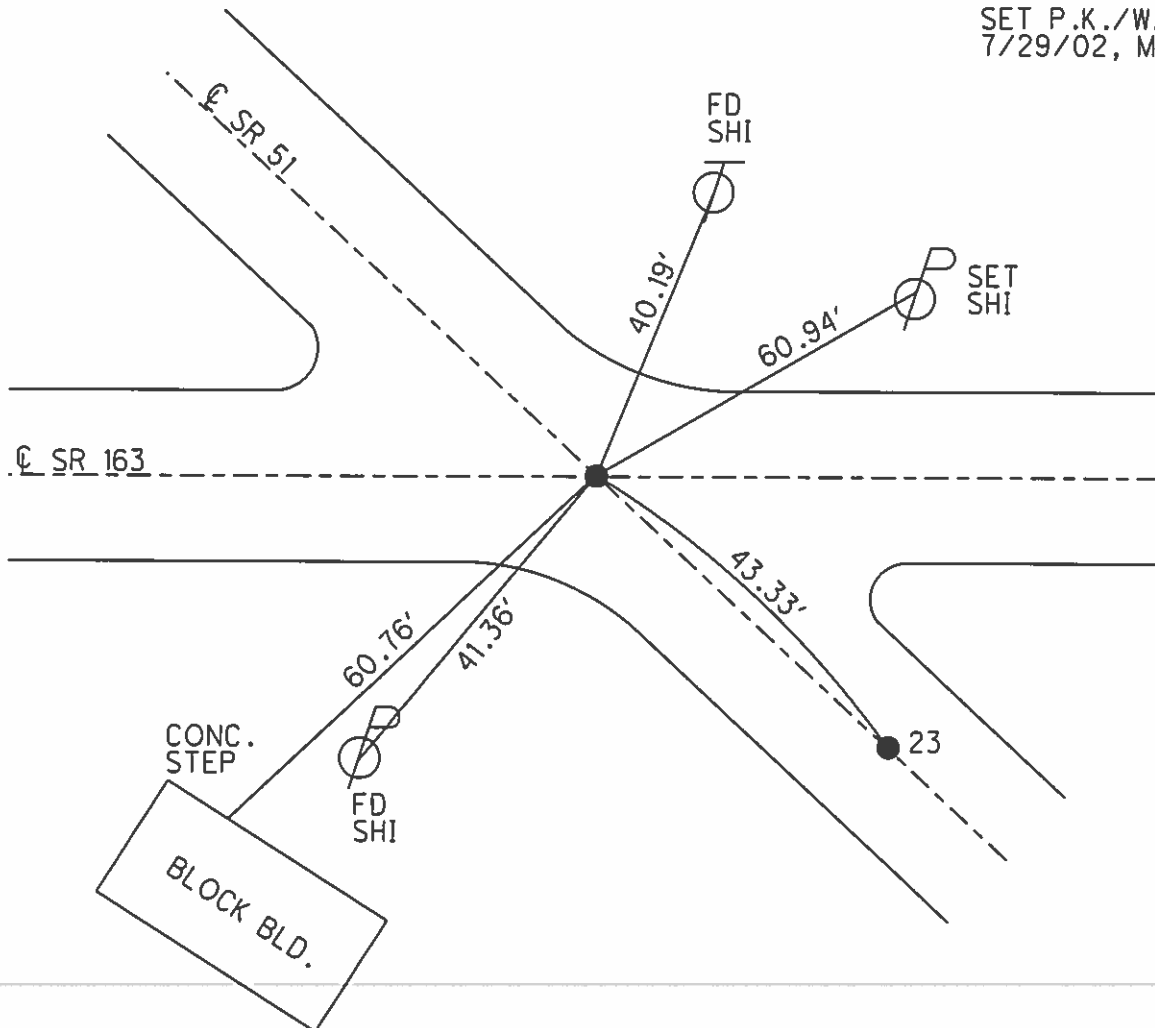 SET P.K./W.
7/29/02, M
℄ SR 51
FD
SHI
40.19'
SET
SHI
60.94'
℄ SR 163
43.33'
60.76'
41.36'
23
CONC.
STEP
FD
SHI
BLOCK BLD.